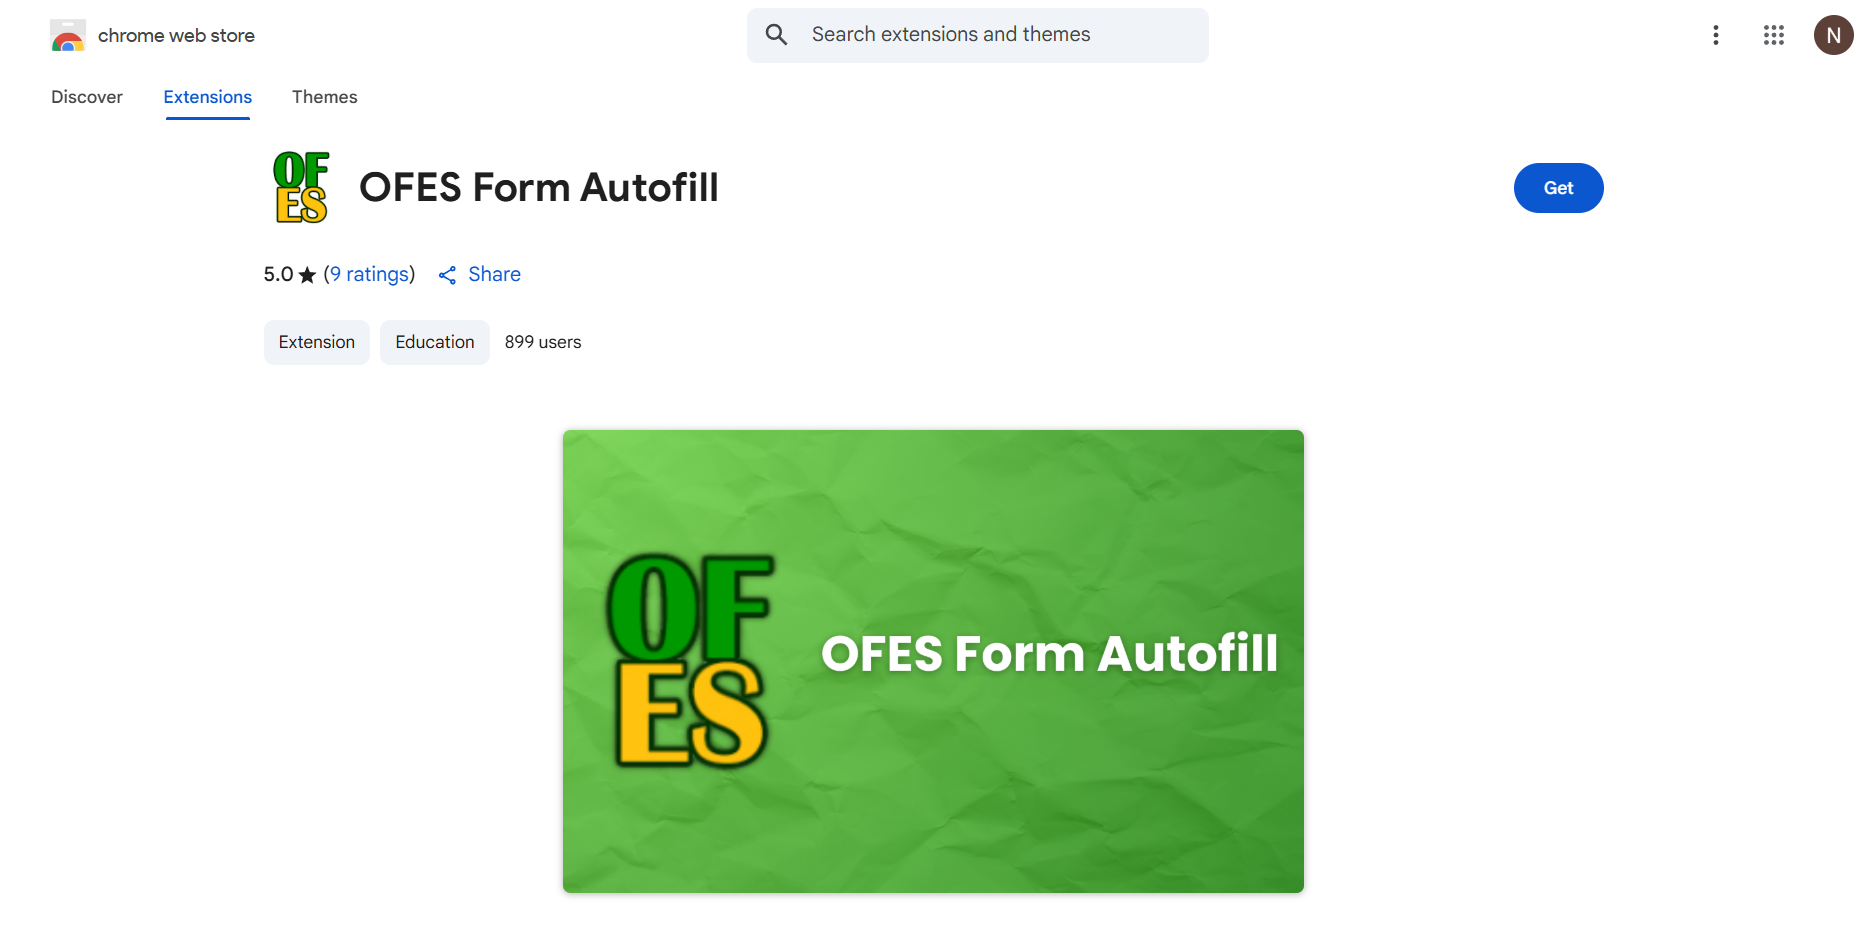 chrome web store
Search extensions and themes
N
Discover
Extensions
Themes
OF
ES
OFES Form Autofill
Get
5.0 ★ (9 ratings)
Share
Extension
Education
899 users
OF
ES
OFES Form Autofill